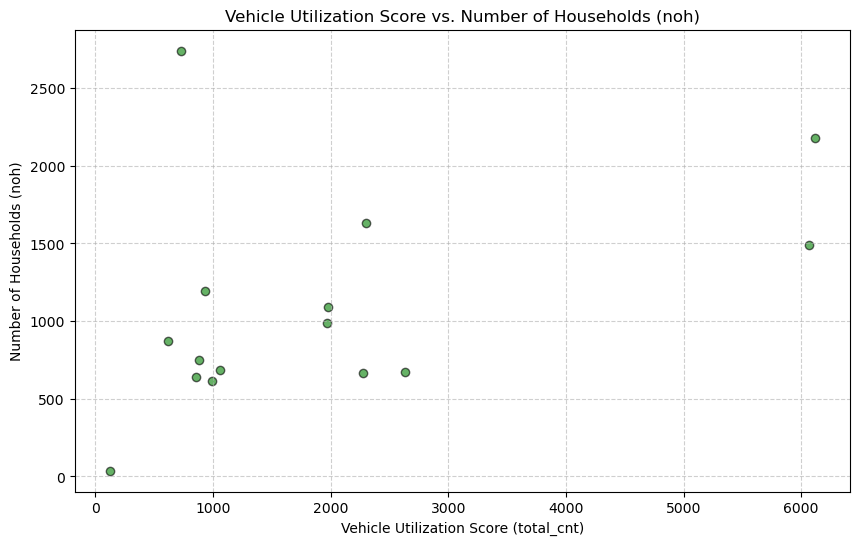 Vehicle Utilization Score vs. Number of Households (noh)
Number of Households (noh)
2500
2000
1500
1000
500
0
0 1000 2000 3000 4000 5000 6000
Vehicle Utilization Score (total_cnt)